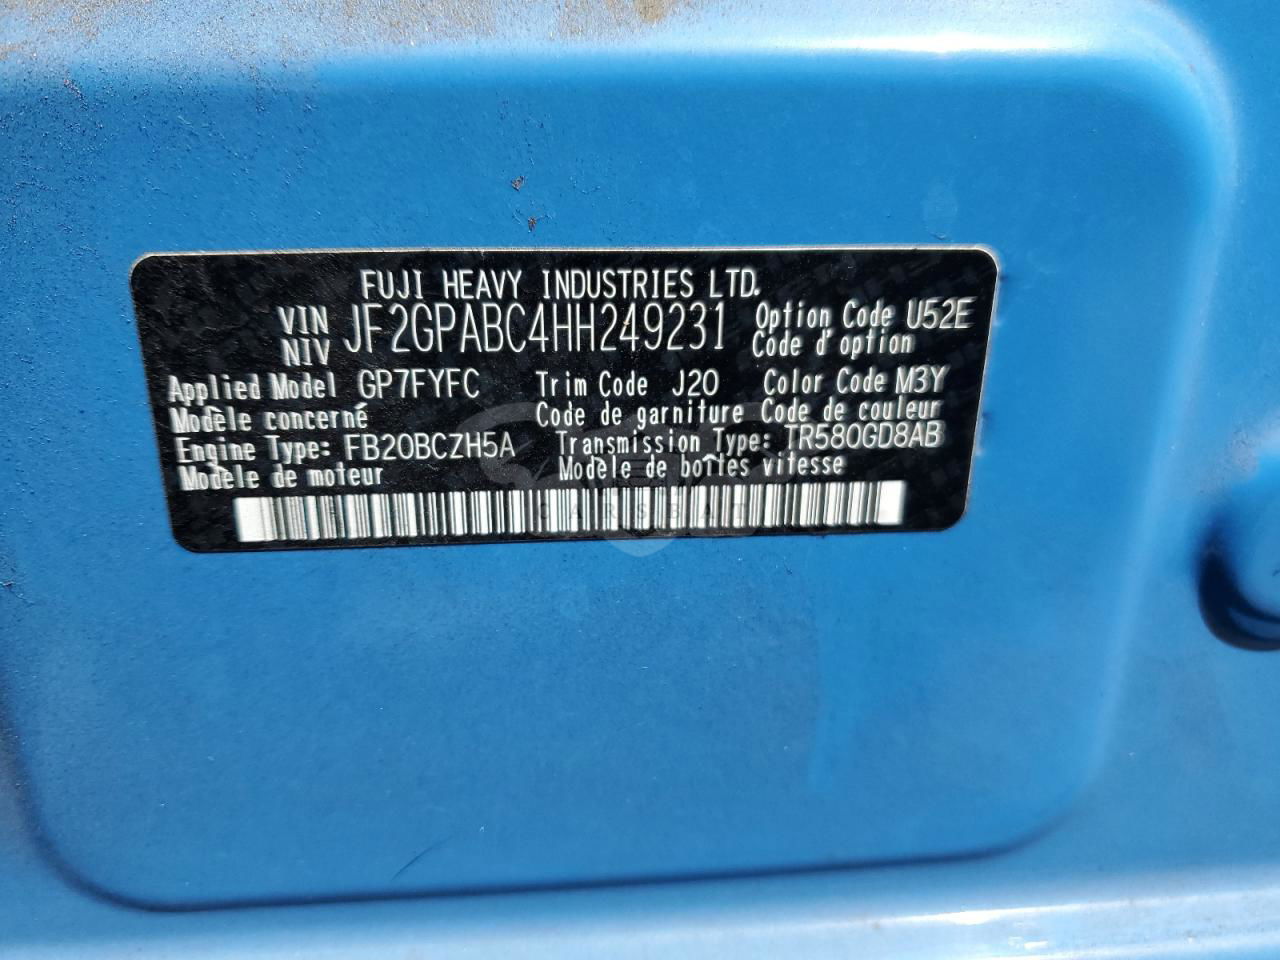 FUJI HEAVY INDUSTRIES LTD.
VIN JF2GPABC4HH249231 Option Code U52E
NIV Code d'option
Applied Model GP7FYFC Trim Code J20 Color Code M3Y
Modèle concerné Code de garniture Code de couleur
Engine Type: FB20BCZH5A Transmission Type: TR580GD8AB
Modèle de moteur Modèle de boîtes vitesse
CARSBAT